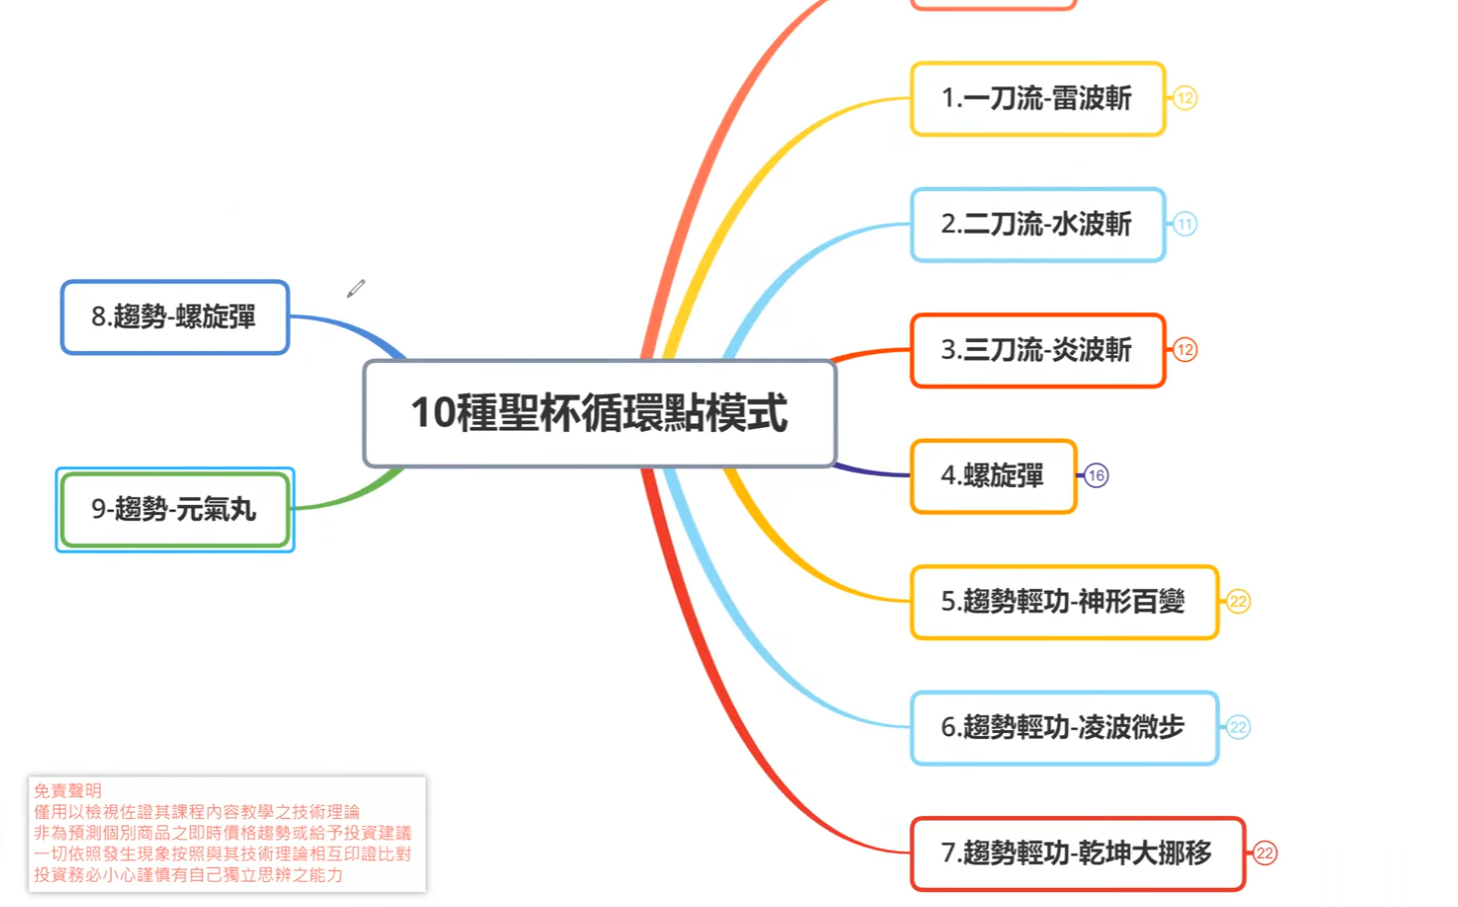 1.一刀流-雷波斬
12
2.二刀流-水波斬
11
8.趨勢-螺旋彈
3.三刀流-炎波斬
12
10種聖杯循環點模式
4.螺旋彈
16
9-趨勢-元氣丸
5.趨勢輕功-神形百變
22
6.趨勢輕功-凌波微步
22
7.趨勢輕功-乾坤大挪移
22
免責聲明
僅用以檢視佐證其課程內容教學之技術理論
非為預測個別商品之即時價格趨勢或給予投資建議
一切依照發生現象按照與其技術理論相互印證比對
投資務必小心謹慎有自己獨立思辨之能力